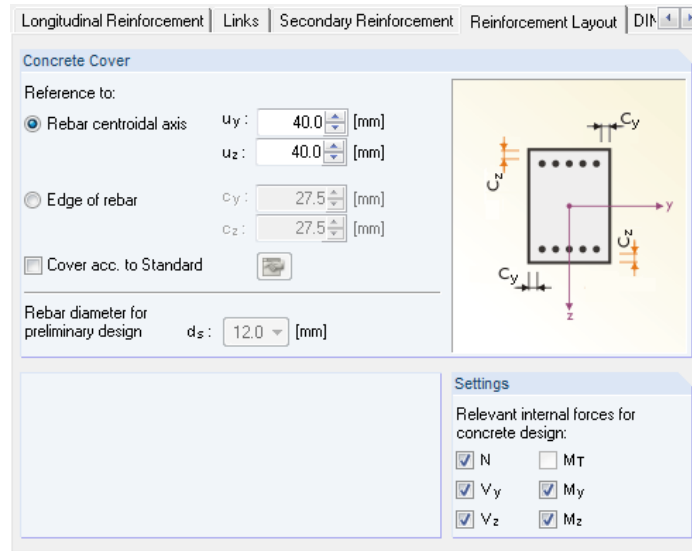 Longitudinal Reinforcement Links Secondary Reinforcement Reinforcement Layout DIN
Concrete Cover
Reference to:
Rebar centroidal axis uy: 40.0 [mm]
uz: 40.0 [mm]
Edge of rebar cy: 27.5 [mm]
cz: 27.5 [mm]
Cover acc. to Standard
Rebar diameter for
preliminary design ds: 12.0 [mm]
Cy
Cz
y
Cz
Cy
z
Settings
Relevant internal forces for
concrete design:
N MT
Vy My
Vz Mz